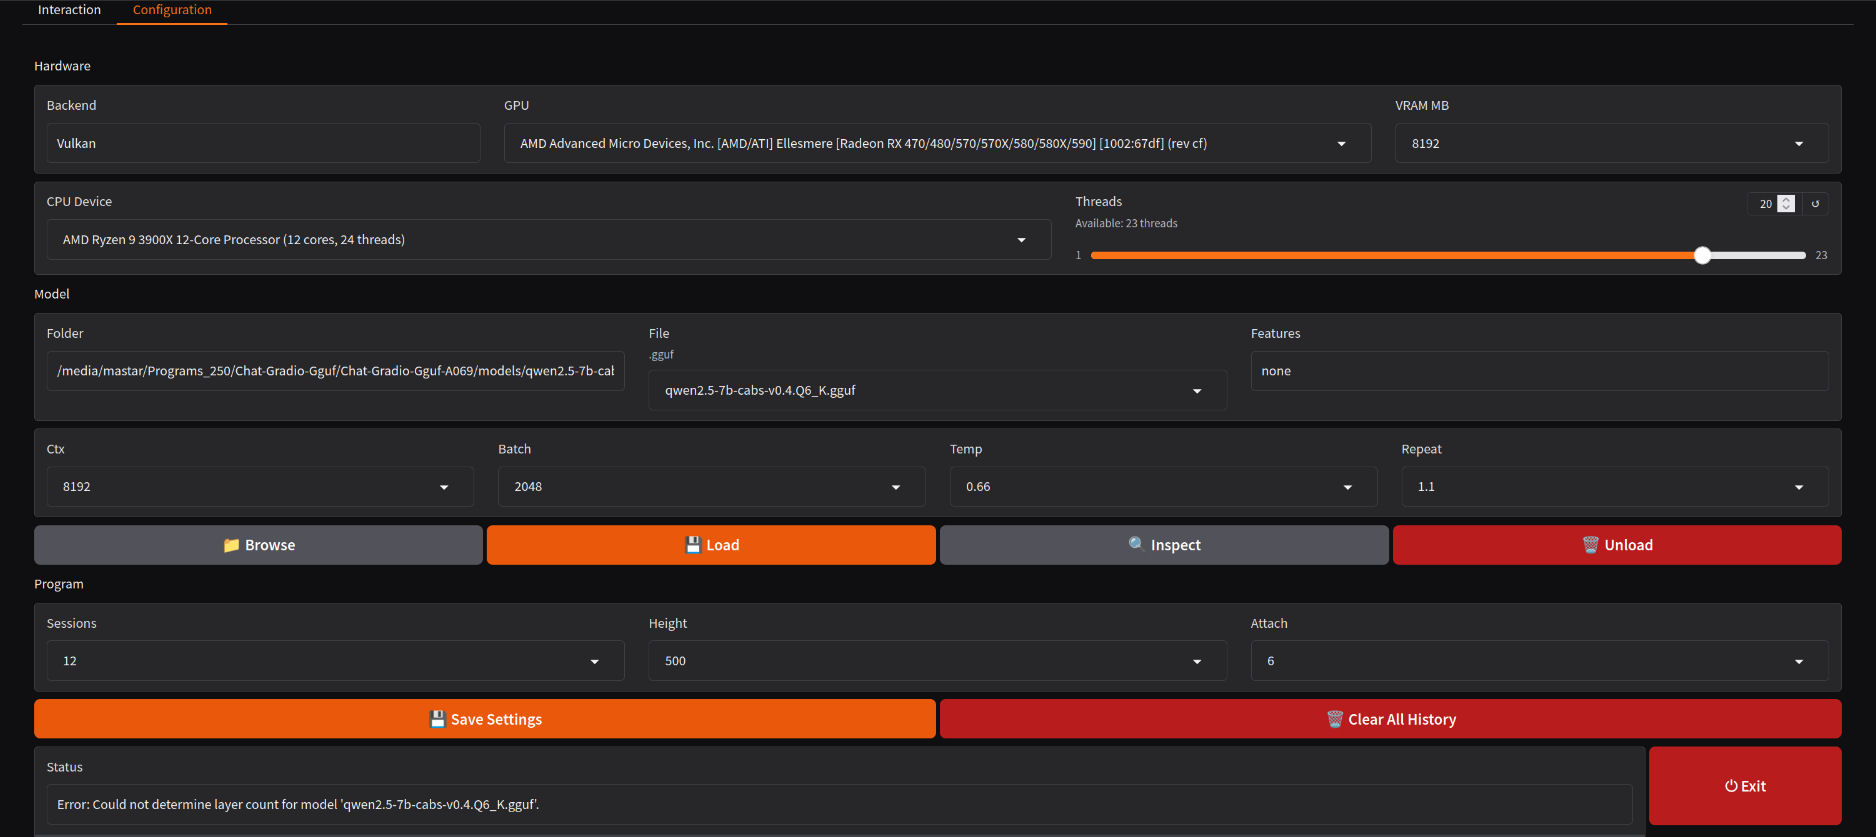 Interaction Configuration
Hardware
Backend GPU VRAM MB
Vulkan AMD Advanced Micro Devices, Inc. [AMD/ATI] Ellesmere [Radeon RX 470/480/570/570X/580/580X/590] [1002:67df] (rev cf) 8192
CPU Device Threads 20 ↺
Available: 23 threads
AMD Ryzen 9 3900X 12-Core Processor (12 cores, 24 threads)
1 23
Model
Folder File Features
.gguf
/media/mastar/Programs_250/Chat-Gradio-Gguf/Chat-Gradio-Gguf-A069/models/qwen2.5-7b-cal none
qwen2.5-7b-cabs-v0.4.Q6_K.gguf
Ctx Batch Temp Repeat
8192 2048 0.66 1.1
📁 Browse 💾 Load 🔍 Inspect 🗑️ Unload
Program
Sessions Height Attach
12 500 6
💾 Save Settings 🗑️ Clear All History
Status
⏻ Exit
Error: Could not determine layer count for model 'qwen2.5-7b-cabs-v0.4.Q6_K.gguf'.